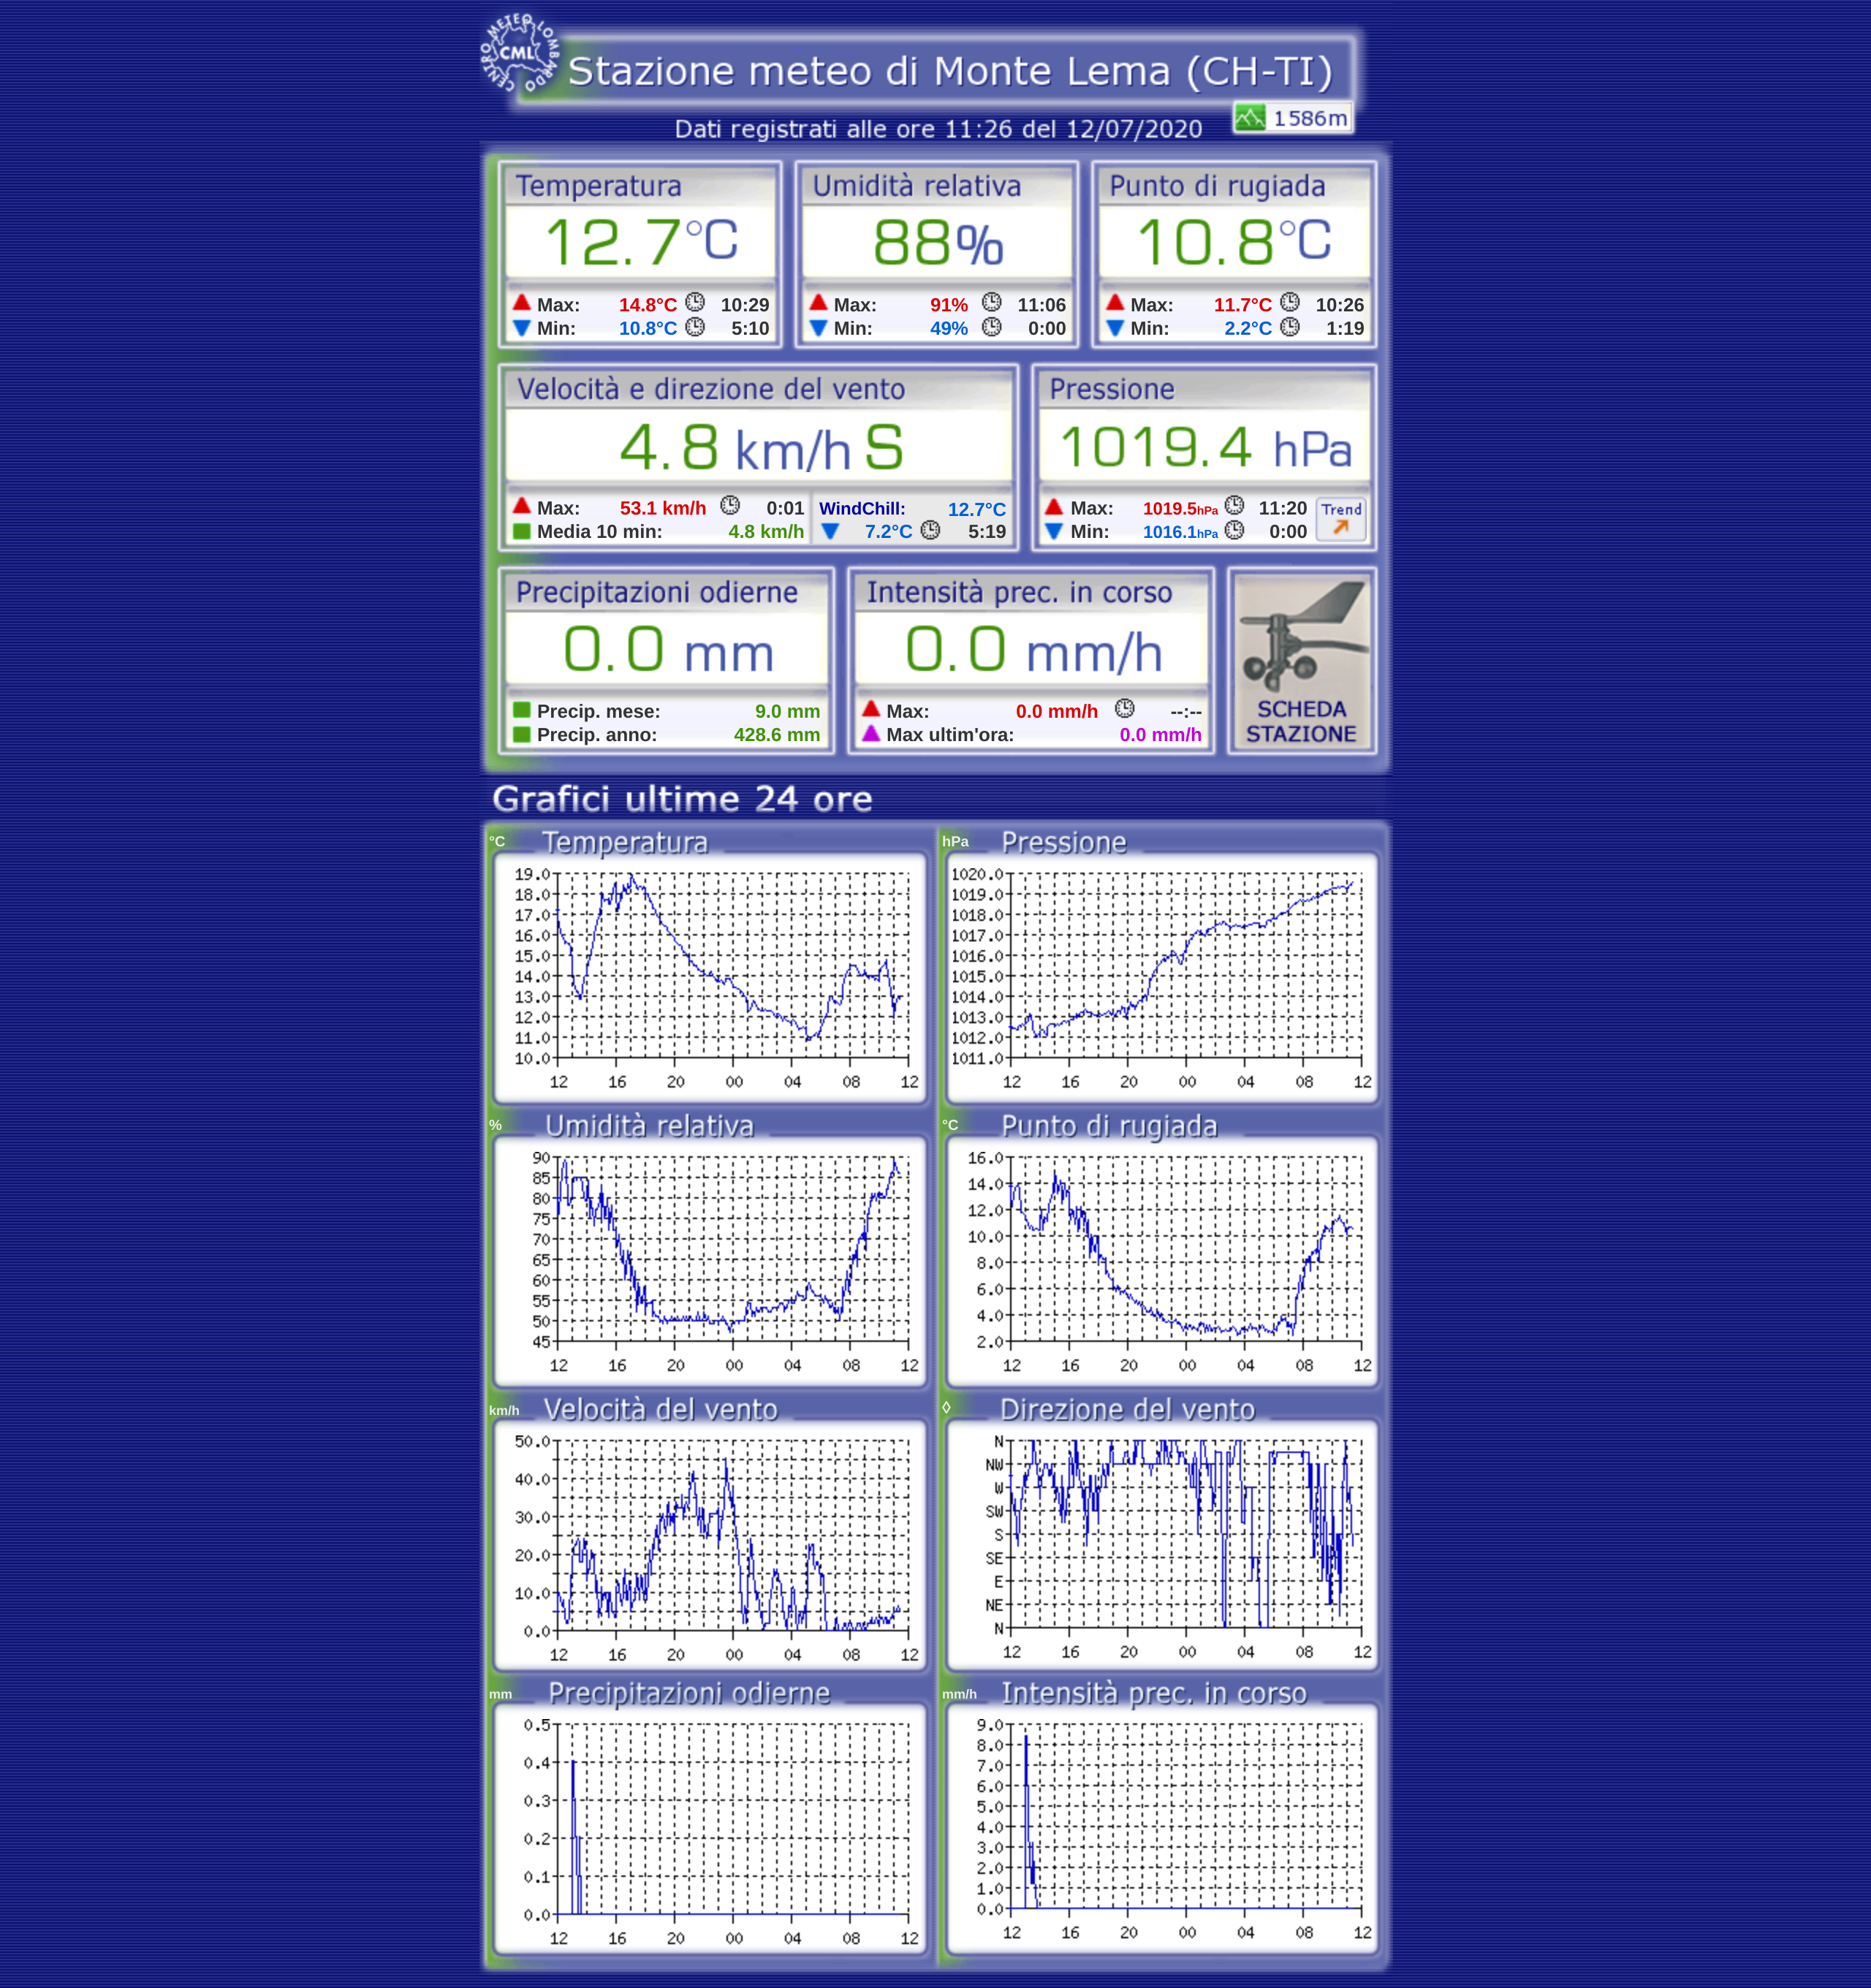 CENTRO METEO LOMBARDO
CML
Stazione meteo di Monte Lema (CH-TI)
1586m
Dati registrati alle ore 11:26 del 12/07/2020
Temperatura
12.7°C
Max: 14.8°C 10:29
Min: 10.8°C 5:10
Umidità relativa
88%
Max: 91% 11:06
Min: 49% 0:00
Punto di rugiada
10.8°C
Max: 11.7°C 10:26
Min: 2.2°C 1:19
Velocità e direzione del vento
4.8 km/h S
Max: 53.1 km/h 0:01
Media 10 min: 4.8 km/h
WindChill: 12.7°C
7.2°C 5:19
Pressione
1019.4 hPa
Max: 1019.5hPa 11:20
Min: 1016.1hPa 0:00
Trend
Precipitazioni odierne
0.0 mm
Precip. mese: 9.0 mm
Precip. anno: 428.6 mm
Intensità prec. in corso
0.0 mm/h
Max: 0.0 mm/h --:--
Max ultim'ora: 0.0 mm/h
SCHEDA
STAZIONE
Grafici ultime 24 ore
°C Temperatura
19.0
18.0
17.0
16.0
15.0
14.0
13.0
12.0
11.0
10.0
12 16 20 00 04 08 12
hPa Pressione
1020.0
1019.0
1018.0
1017.0
1016.0
1015.0
1014.0
1013.0
1012.0
1011.0
12 16 20 00 04 08 12
% Umidità relativa
90
85
80
75
70
65
60
55
50
45
12 16 20 00 04 08 12
°C Punto di rugiada
16.0
14.0
12.0
10.0
8.0
6.0
4.0
2.0
12 16 20 00 04 08 12
km/h Velocità del vento
50.0
40.0
30.0
20.0
10.0
0.0
12 16 20 00 04 08 12
◊ Direzione del vento
N
NW
W
SW
S
SE
E
NE
N
12 16 20 00 04 08 12
mm Precipitazioni odierne
0.5
0.4
0.3
0.2
0.1
0.0
12 16 20 00 04 08 12
mm/h Intensità prec. in corso
9.0
8.0
7.0
6.0
5.0
4.0
3.0
2.0
1.0
0.0
12 16 20 00 04 08 12